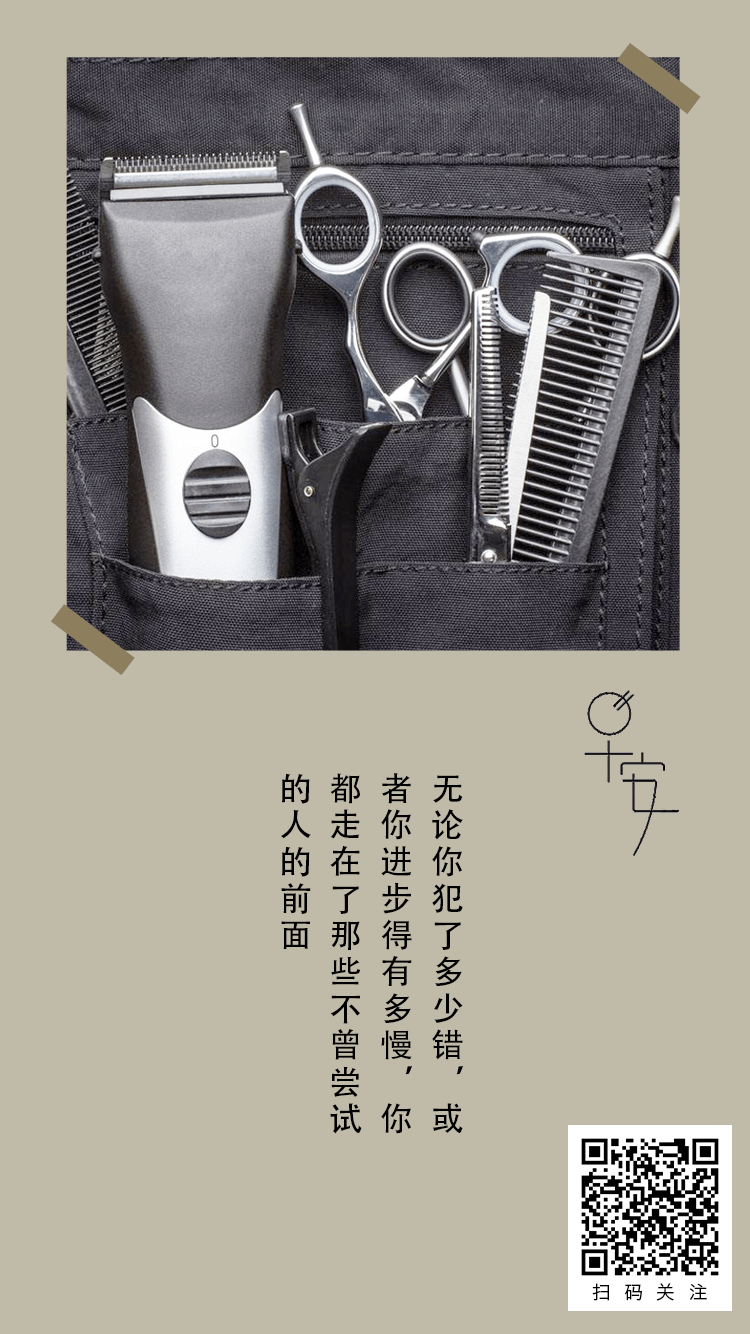 0
早安
无论你犯了多少错，或
者你进步得有多慢，你
都走在了那些不曾尝试
的人的前面
扫码关注